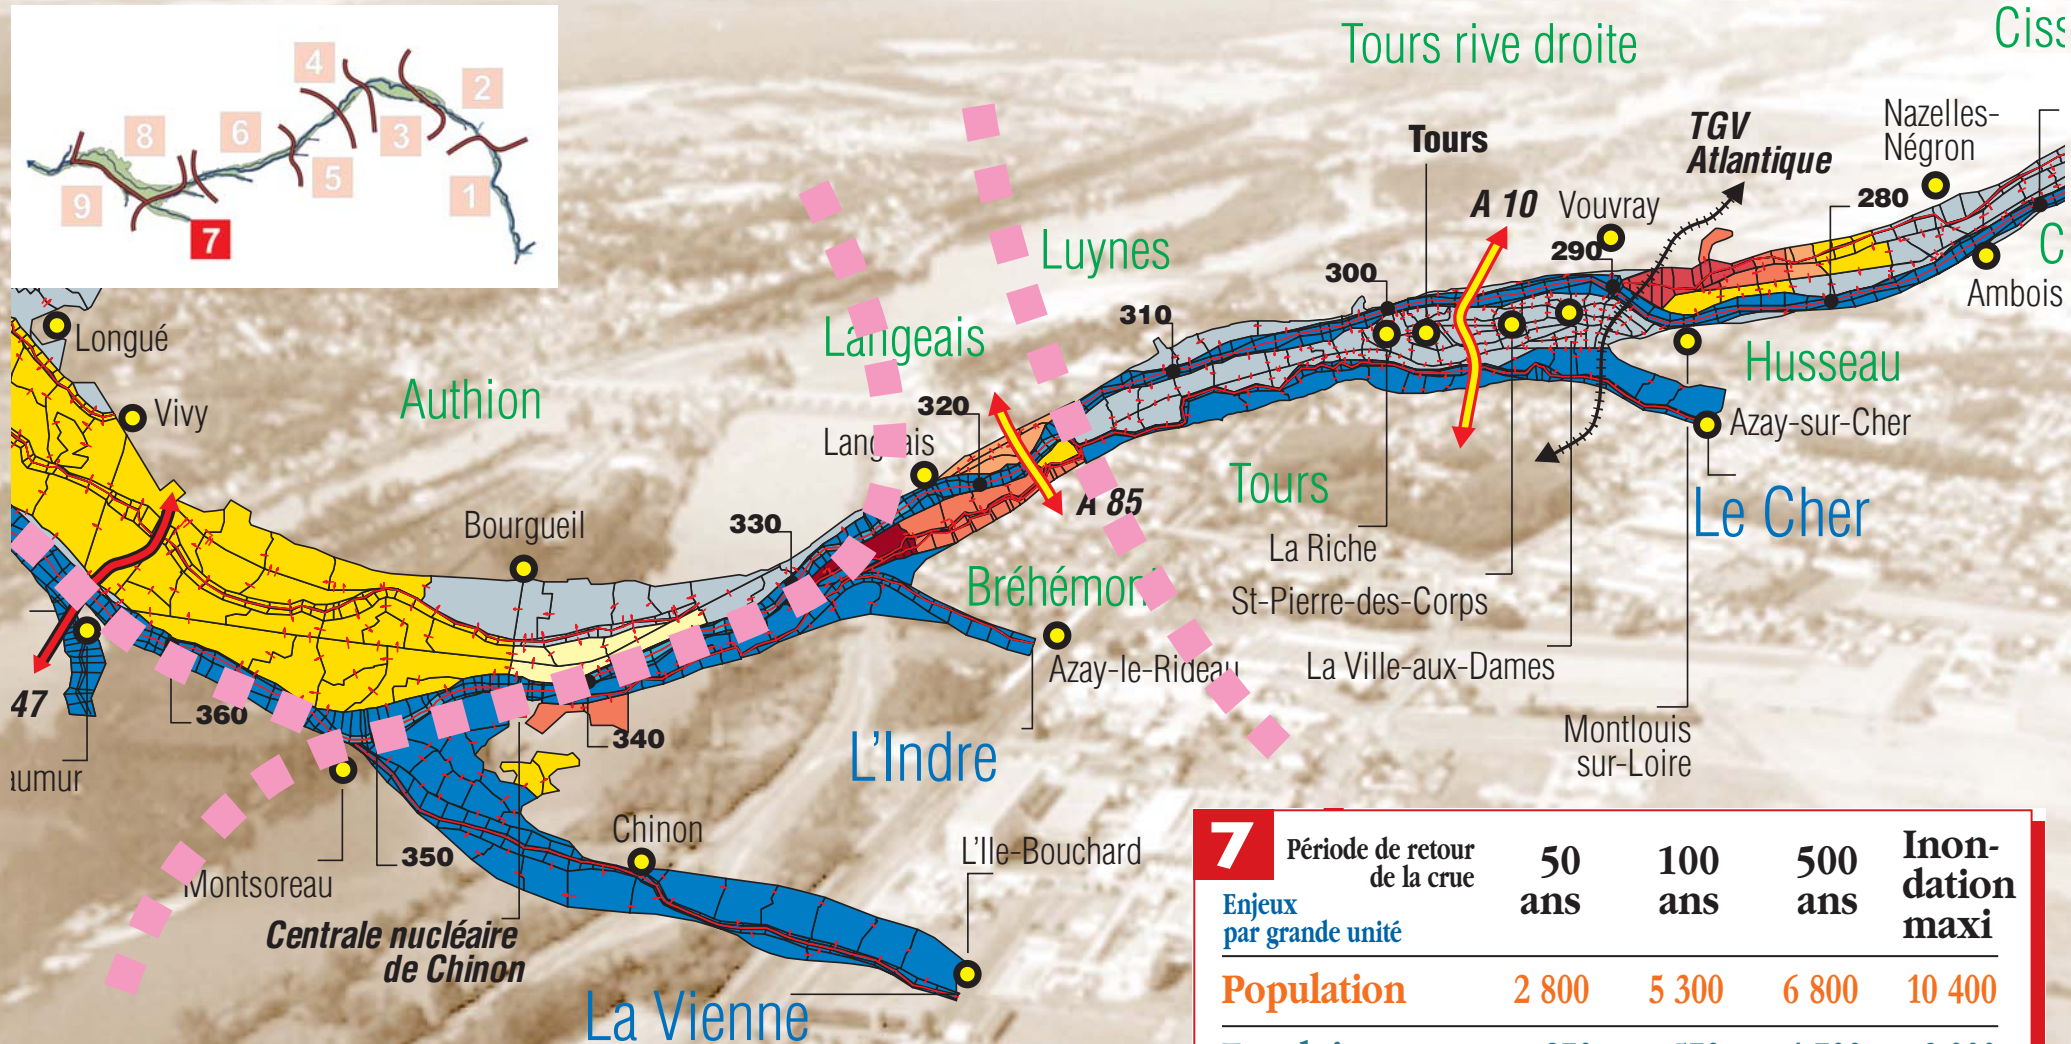 4
2
8
6
3
5
1
9
7
Tours rive droite
Tours
TGV
Atlantique
Nazelles-
Négron
A 10
Vouvray
280
290
Luynes
300
310
Ambois
Longué
Langeais
Husseau
Authion
Vivy
320
Azay-sur-Cher
A 85
Tours
Le Cher
Bourgueil
330
La Riche
Bréhémont
St-Pierre-des-Corps
Azay-le-Rideau
La Ville-aux-Dames
47
360
340
L'Indre
Montlouis
sur-Loire
aumur
Chinon
350
L'Ile-Bouchard
Montsoreau
Centrale nucléaire
de Chinon
La Vienne
7
Période de retour
de la crue
50
ans
100
ans
500
ans
Inon-
dation
maxi
Enjeux
par grande unité
Population 2 800 5 300 6 800 10 400